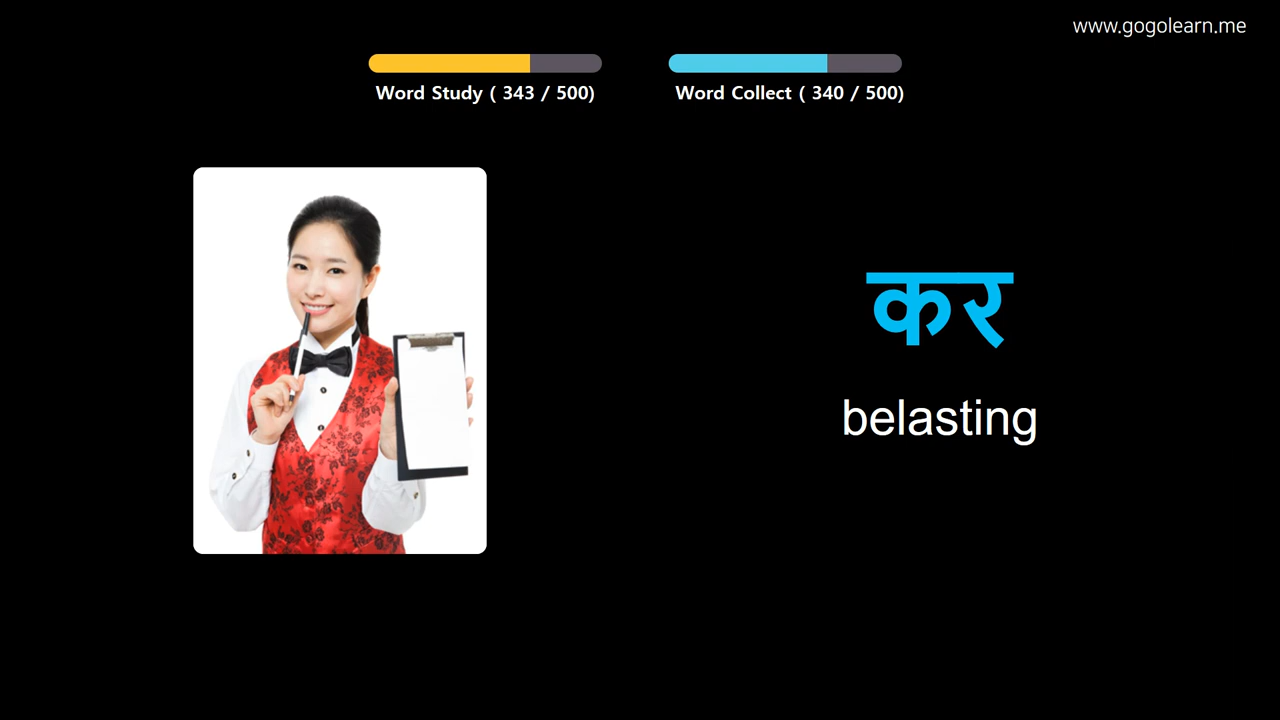 www.gogolearn.me
Word Study ( 343 / 500)
Word Collect ( 340 / 500)
कर
belasting